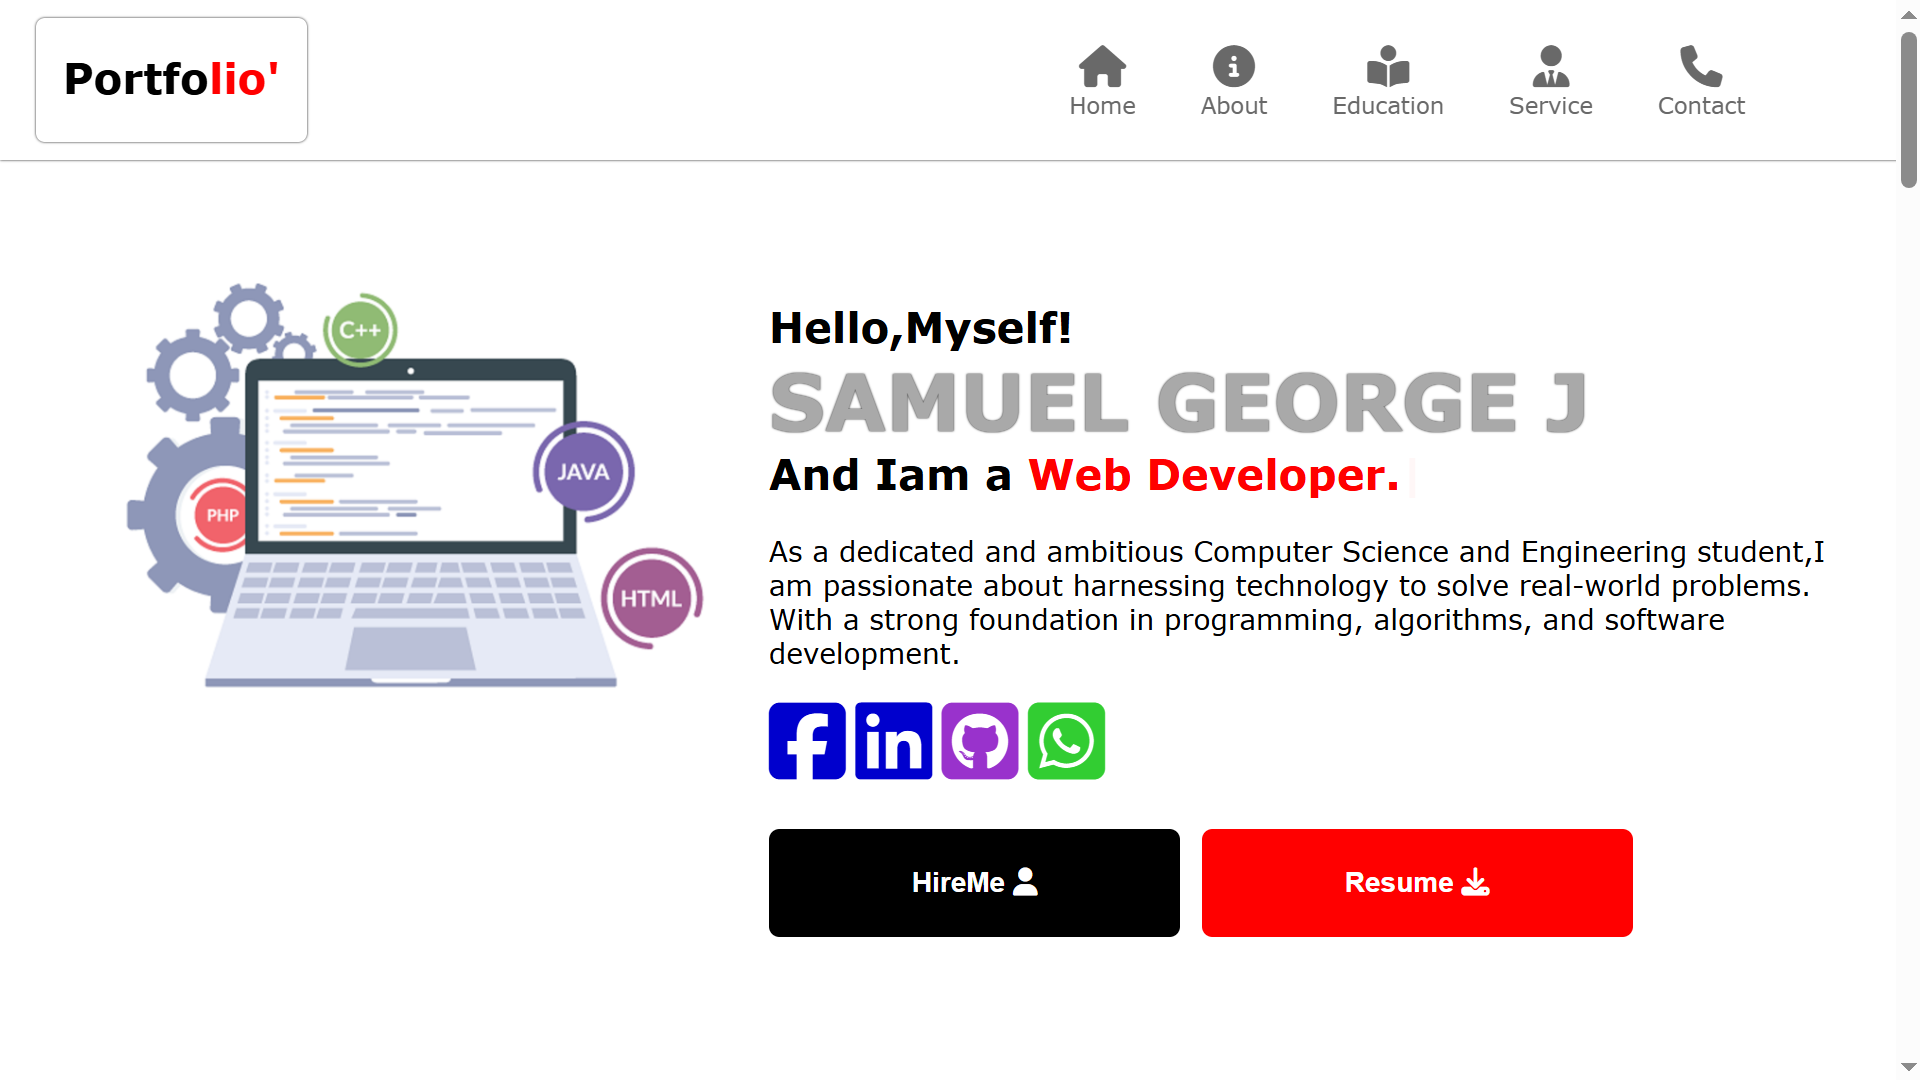 Portfolio'
Home
About
Education
Service
Contact
C++
JAVA
PHP
HTML
Hello,Myself!
SAMUEL GEORGE J
And Iam a Web Developer.
As a dedicated and ambitious Computer Science and Engineering student,I
am passionate about harnessing technology to solve real-world problems.
With a strong foundation in programming, algorithms, and software
development.
HireMe
Resume